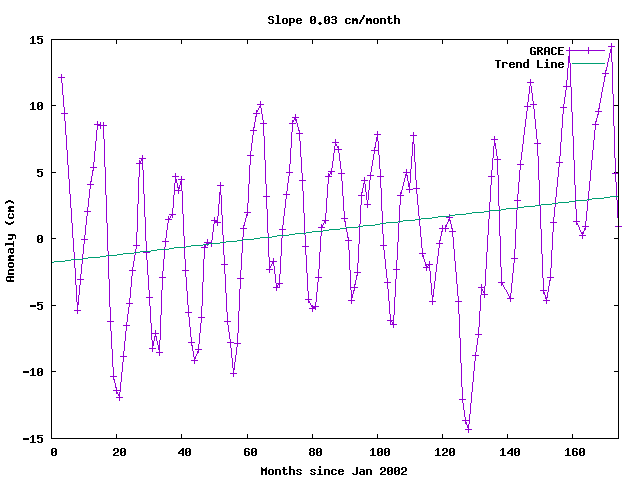 Slope 0.03 cm/month
GRACE
Trend Line
15
10
5
0
-5
-10
-15
Anomaly (cm)
0 20 40 60 80 100 120 140 160
Months since Jan 2002